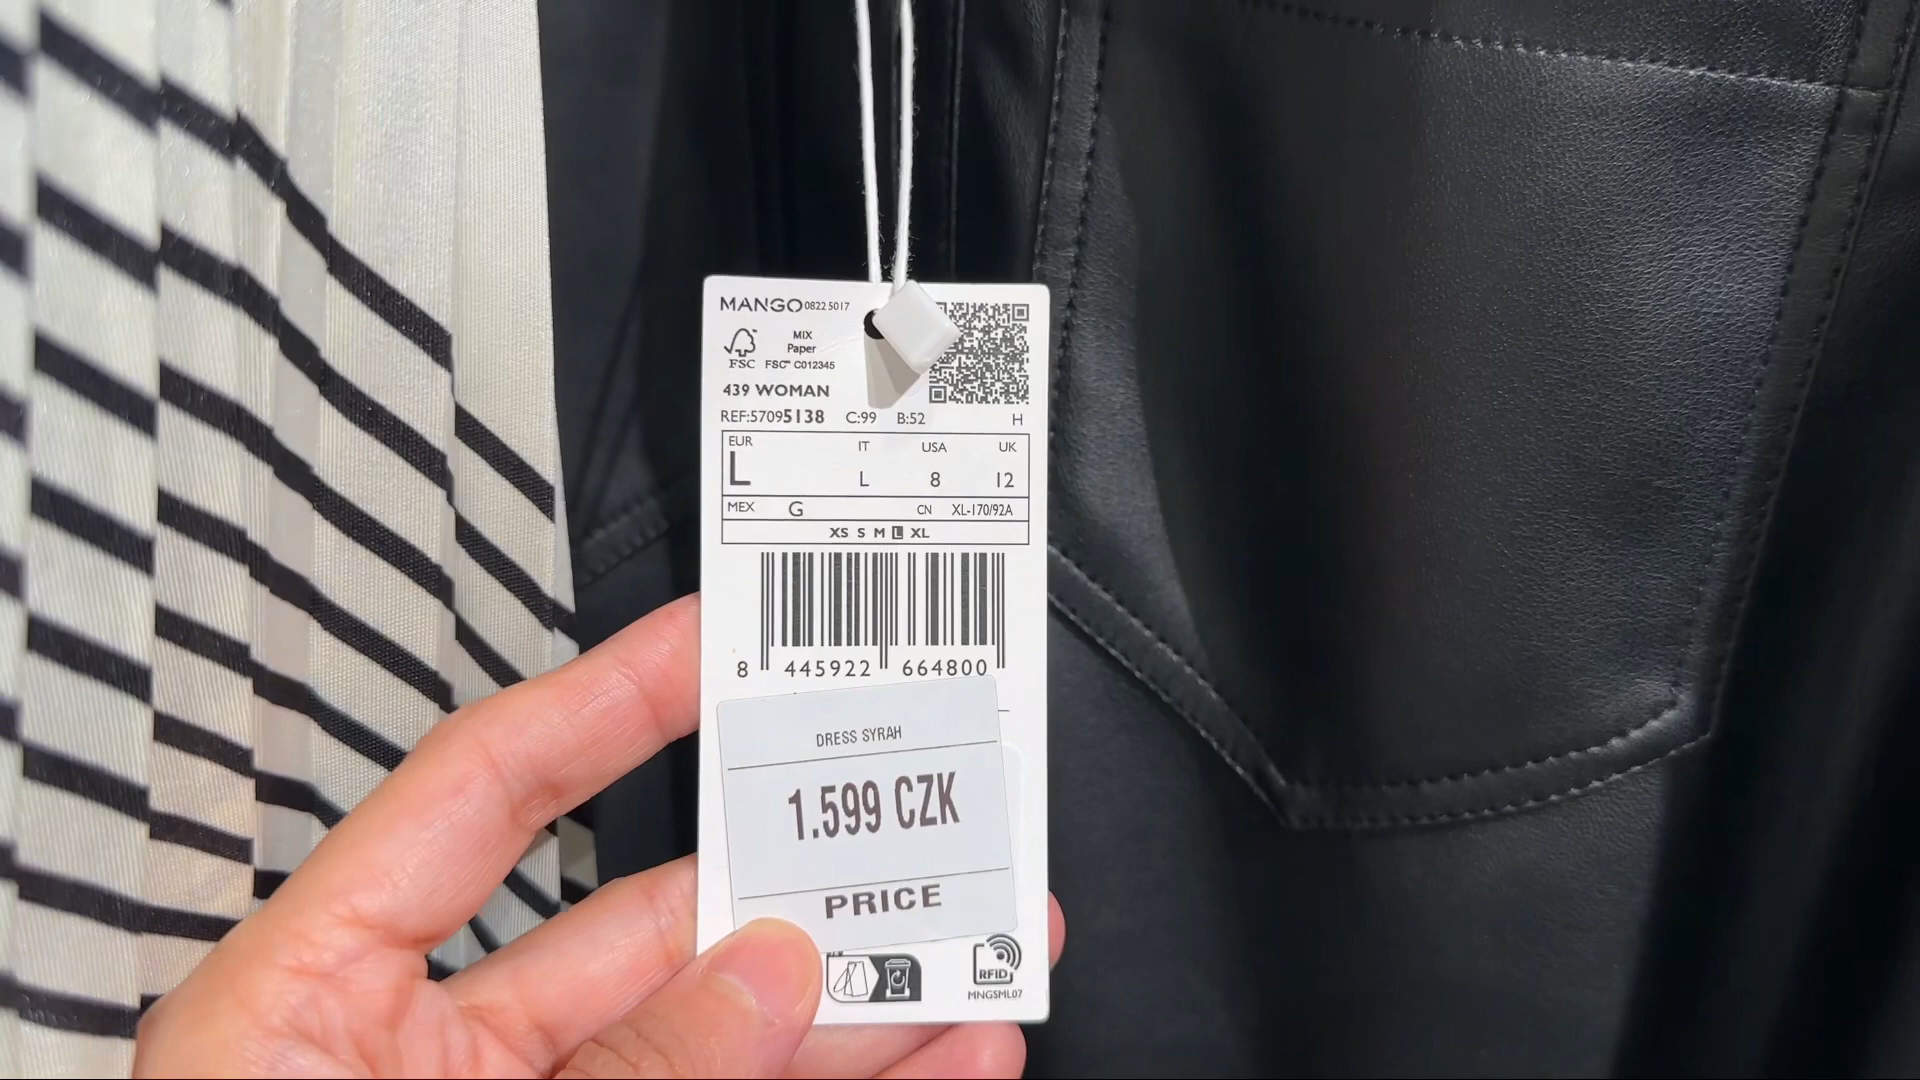 MANGO 0822 5017
MIX
Paper
FSC FSC™ C012345
439 WOMAN
REF:57095138 C:99 B:52 H
EUR IT USA UK
L L 8 12
MEX G CN XL-170/92A
XS S M L XL
8 445922 664800
DRESS SYRAH
1.599 CZK
PRICE
RFID
MNGSML07